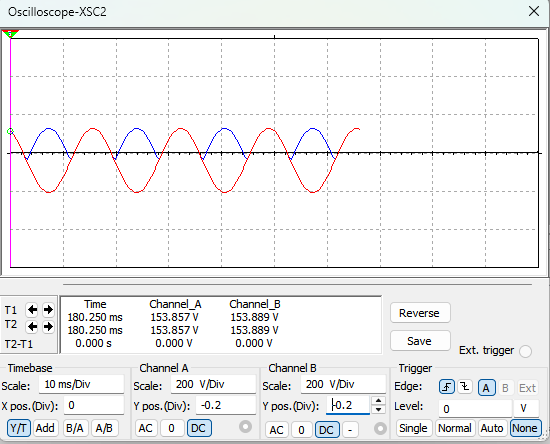 Oscilloscope-XSC2
T1
T2
T2-T1
Time Channel_A Channel_B
180.250 ms 153.857 V 153.889 V
180.250 ms 153.857 V 153.889 V
0.000 s 0.000 V 0.000 V
Reverse
Save
Ext. trigger
Timebase
Scale: 10 ms/Div
X pos.(Div): 0
Y/T Add B/A A/B
Channel A
Scale: 200 V/Div
Y pos.(Div): -0.2
AC 0 DC
Channel B
Scale: 200 V/Div
Y pos.(Div): -0.2
AC 0 DC -
Trigger
Edge: A B Ext
Level: 0 V
Single Normal Auto None